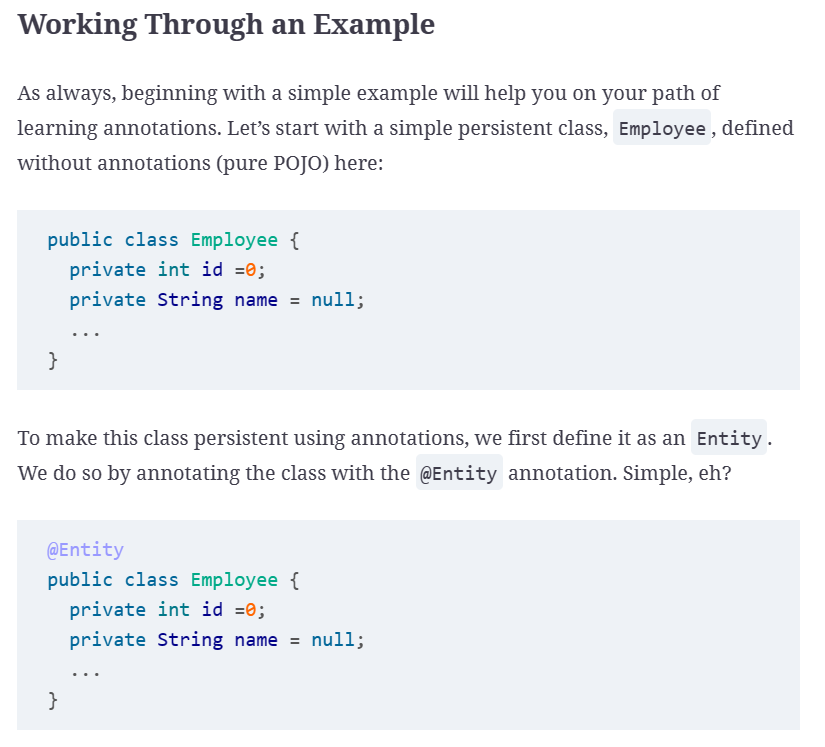 Working Through an Example
As always, beginning with a simple example will help you on your path of
learning annotations. Let’s start with a simple persistent class, Employee, defined
without annotations (pure POJO) here:
public class Employee {
  private int id =0;
  private String name = null;
  ...
}
To make this class persistent using annotations, we first define it as an Entity.
We do so by annotating the class with the @Entity annotation. Simple, eh?
@Entity
public class Employee {
  private int id =0;
  private String name = null;
  ...
}